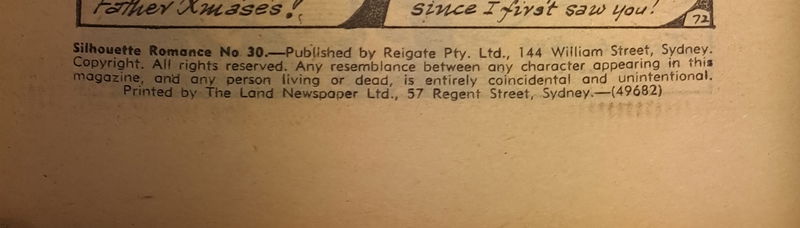 Father Xmases!
since I first saw you!
72
Silhouette Romance No 30.—Published by Reigate Pty. Ltd., 144 William Street, Sydney.
Copyright. All rights reserved. Any resemblance between any character appearing in this
magazine, and any person living or dead, is entirely coincidental and unintentional.
Printed by The Land Newspaper Ltd., 57 Regent Street, Sydney.—(49682)